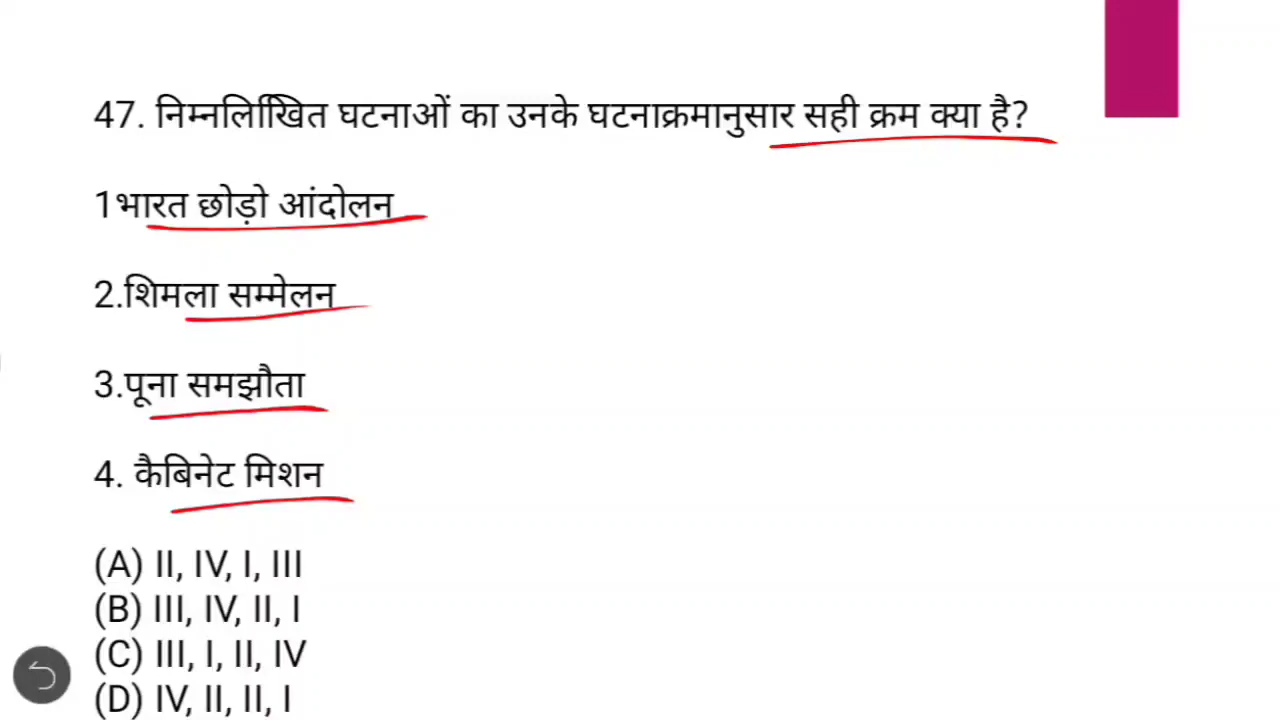 47. निम्नलिखिित घटनाओं का उनके घटनाक्रमानुसार सही क्रम क्या है?
1भारत छोड़ो आंदोलन
2.शिमला सम्मेलन
3.पूना समझौता
4. कैबिनेट मिशन
(A) II, IV, I, III
(B) III, IV, II, I
(C) III, I, II, IV
(D) IV, II, II, I